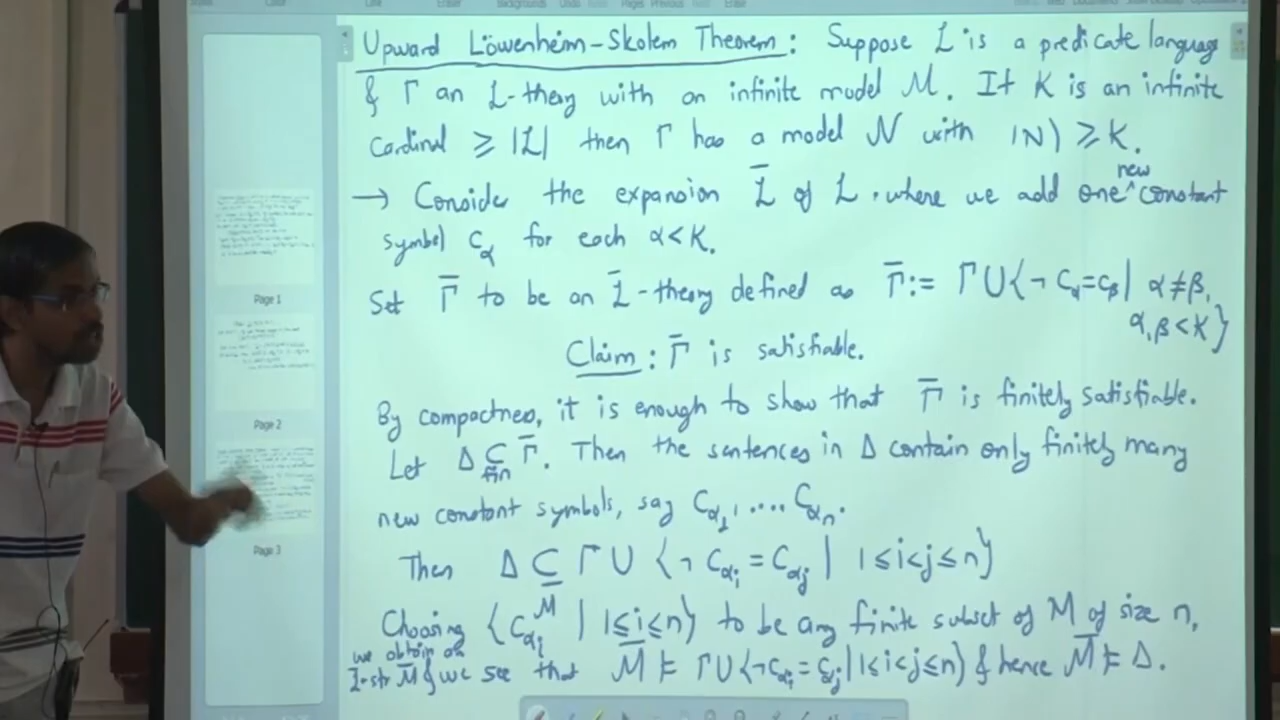 Upward Löwenheim-Skolem Theorem: Suppose L is a predicate language
& Γ an L-theory with an infinite model M. If K is an infinite
cardinal ≥ |L| then Γ has a model N with |N| ≥ K.
→ Consider the expansion L̄ of L, where we add one new constant
symbol c_α for each α<K.
Set Γ̄ to be an L̄-theory defined as Γ̄ := Γ ∪ {¬ c_α=c_β | α≠β,
α,β<K}
Claim: Γ̄ is satisfiable.
By compactness, it is enough to show that Γ̄ is finitely satisfiable.
Let Δ ⊆_fin Γ̄. Then the sentences in Δ contain only finitely many
new constant symbols, say C_α₁, .... C_αₙ.
Then Δ ⊆ Γ ∪ {¬ C_αᵢ = C_αⱼ | 1≤i<j≤n}
Choosing {C_αᵢ^M̄ | 1≤i≤n} to be any finite subset of M of size n,
we obtain an
L̄-str M̄ & we see that M̄ ⊨ Γ ∪ {¬C_αᵢ = C_αⱼ | 1≤i<j≤n} & hence M̄ ⊨ Δ.
Page 1
Page 2
Page 3